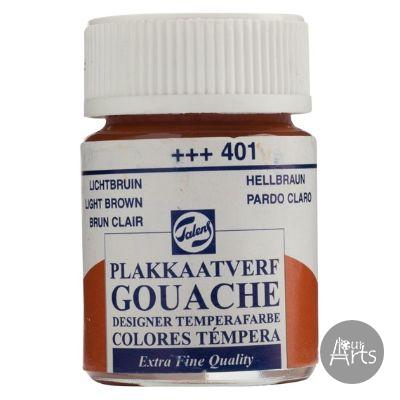 +++ 401
LICHTBRUIN
LIGHT BROWN
BRUN CLAIR
HELLBRAUN
PARDO CLARO
Talens
PLAKKAATVERF
GOUACHE
DESIGNER TEMPERAFARBE
COLORES TÉMPERA
Extra Fine Quality
Your
Arts